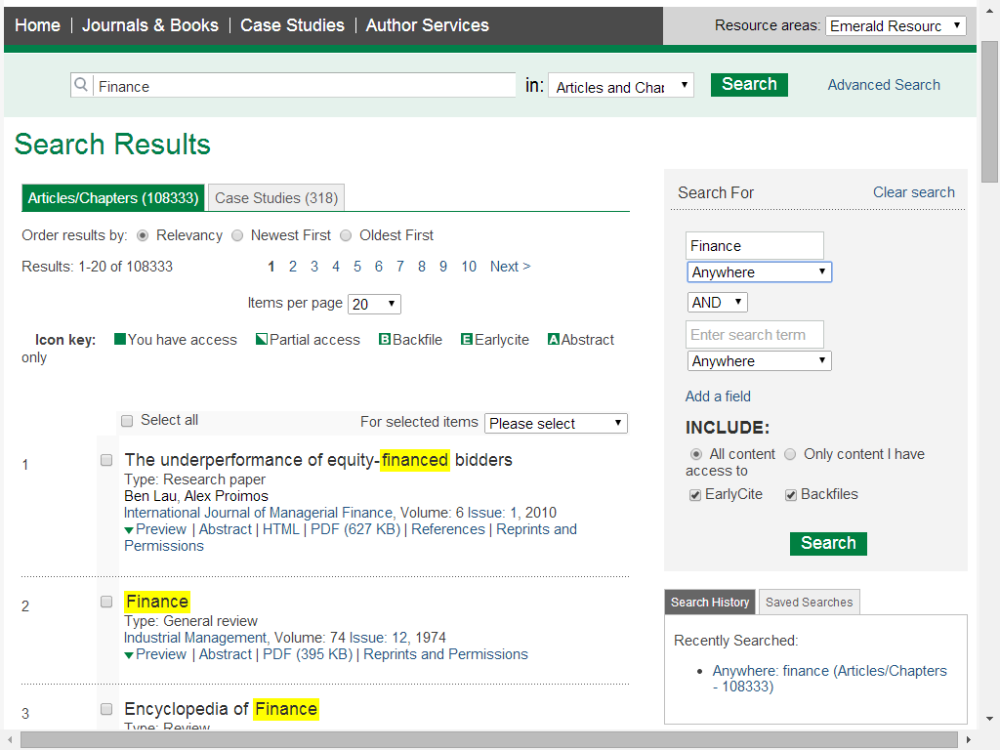 Home | Journals & Books | Case Studies | Author Services
Resource areas: Emerald Resourc
Finance in: Articles and Chap Search Advanced Search
Search Results
Articles/Chapters (108333) Case Studies (318)
Order results by: Relevancy Newest First Oldest First
Results: 1-20 of 108333 1 2 3 4 5 6 7 8 9 10 Next >
Items per page 20
Icon key: You have access Partial access B Backfile E Earlycite A Abstract
only
Select all For selected items Please select
1 The underperformance of equity-financed bidders
Type: Research paper
Ben Lau, Alex Proimos
International Journal of Managerial Finance, Volume: 6 Issue: 1, 2010
Preview | Abstract | HTML | PDF (627 KB) | References | Reprints and
Permissions
2 Finance
Type: General review
Industrial Management, Volume: 74 Issue: 12, 1974
Preview | Abstract | PDF (395 KB) | Reprints and Permissions
3 Encyclopedia of Finance
Type: Review
Search For Clear search
Finance
Anywhere
AND
Enter search term
Anywhere
Add a field
INCLUDE:
All content Only content I have
access to
EarlyCite Backfiles
Search
Search History Saved Searches
Recently Searched:
• Anywhere: finance (Articles/Chapters
- 108333)